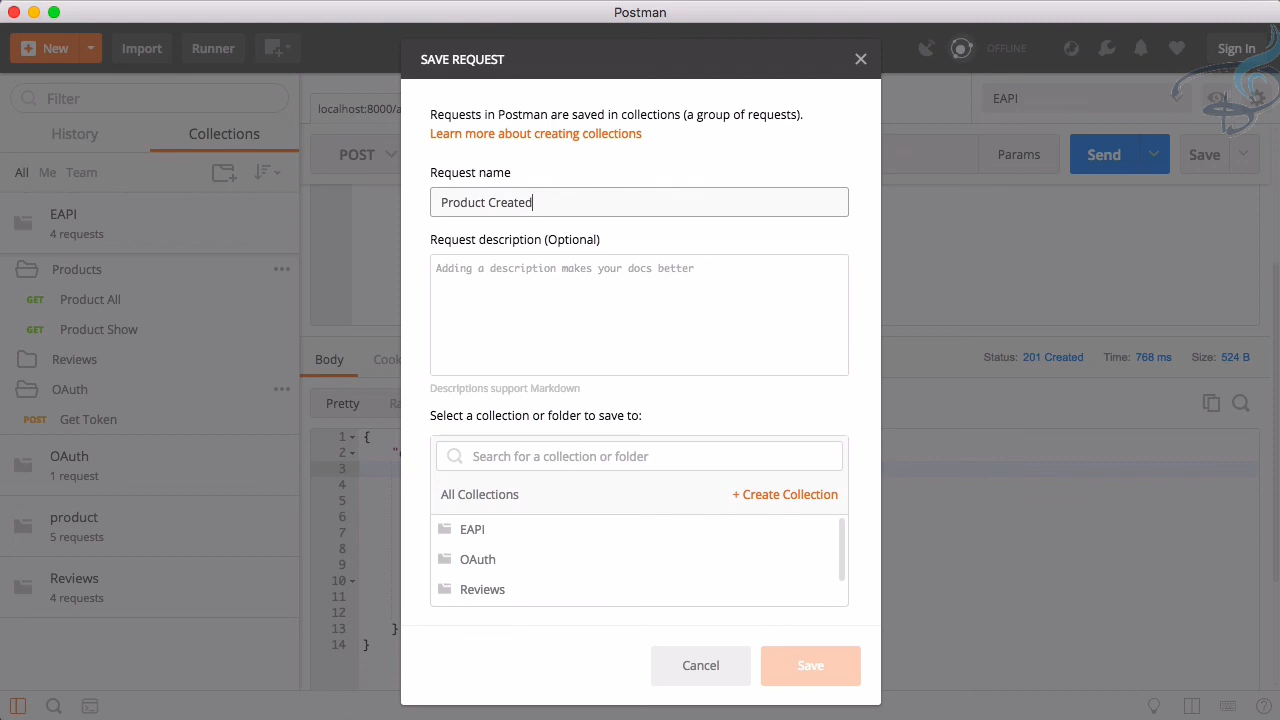 Postman
New
Import
Runner
OFFLINE
Sign In
SAVE REQUEST
Filter
History
Collections
All Me Team
EAPI
4 requests
Products
GET Product All
GET Product Show
Reviews
OAuth
POST Get Token
OAuth
1 request
product
5 requests
Reviews
4 requests
localhost:8000/a
EAPI
POST
Params
Send
Save
Requests in Postman are saved in collections (a group of requests).
Learn more about creating collections
Request name
Product Created
Request description (Optional)
Adding a description makes your docs better
Descriptions support Markdown
Select a collection or folder to save to:
Search for a collection or folder
All Collections
+ Create Collection
EAPI
OAuth
Reviews
Cancel
Save
Body
Cook
Status: 201 Created Time: 768 ms Size: 524 B
Pretty
Ra
1 {
2 "
3
4
5
6
7
8
9
10
11
12
13 }
14 }